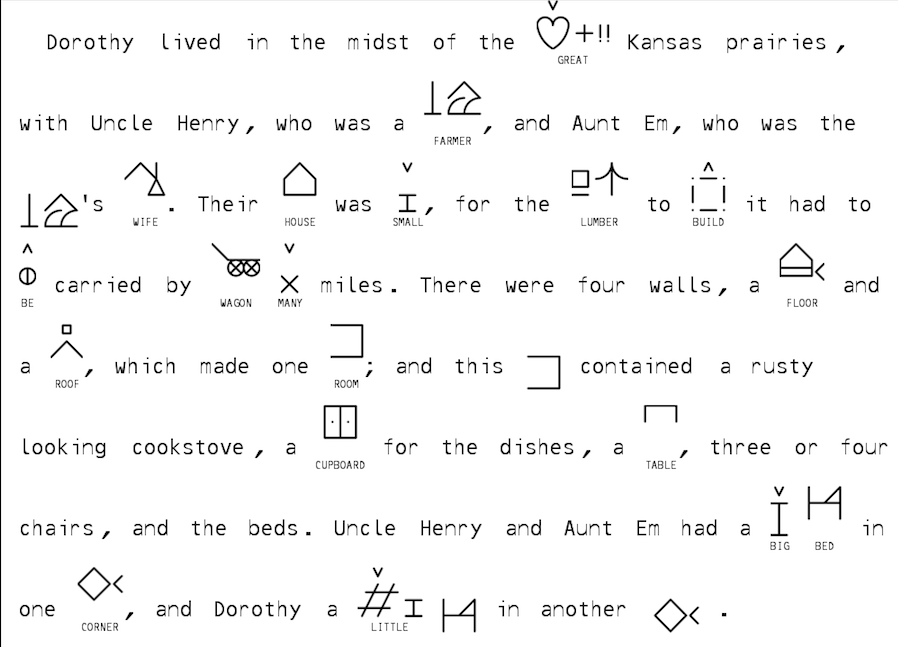 Dorothy lived in the midst of the GREAT Kansas prairies,
with Uncle Henry, who was a FARMER, and Aunt Em, who was the
's WIFE. Their HOUSE was SMALL, for the LUMBER to BUILD it had to
BE carried by WAGON MANY miles. There were four walls, a FLOOR and
a ROOF, which made one ROOM; and this contained a rusty
looking cookstove, a CUPBOARD for the dishes, a TABLE, three or four
chairs, and the beds. Uncle Henry and Aunt Em had a BIG BED in
one CORNER, and Dorothy a LITTLE in another .